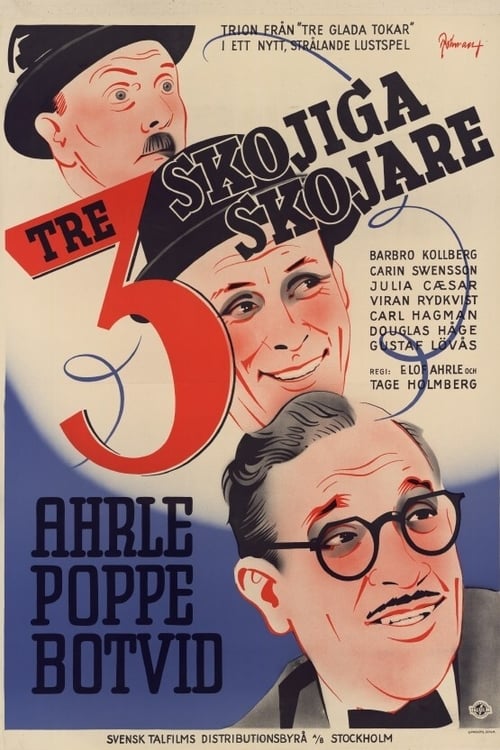 TRION FRÅN "TRE GLADA TOKAR"
I ETT NYTT, STRÅLANDE LUSTSPEL
TRE
3
SKOJIGA
SKOJARE
BARBRO KOLLBERG
CARIN SWENSSON
JULIA CÆSAR
VIRAN RYDKVIST
CARL HAGMAN
DOUGLAS HÅGE
GUSTAF LÖVÅS
REGI: ELOF AHRLE OCH
TAGE HOLMBERG
AHRLE
POPPE
BOTVID
SVENSK TALFILMS DISTRIBUTIONSBYRÅ A/B STOCKHOLM